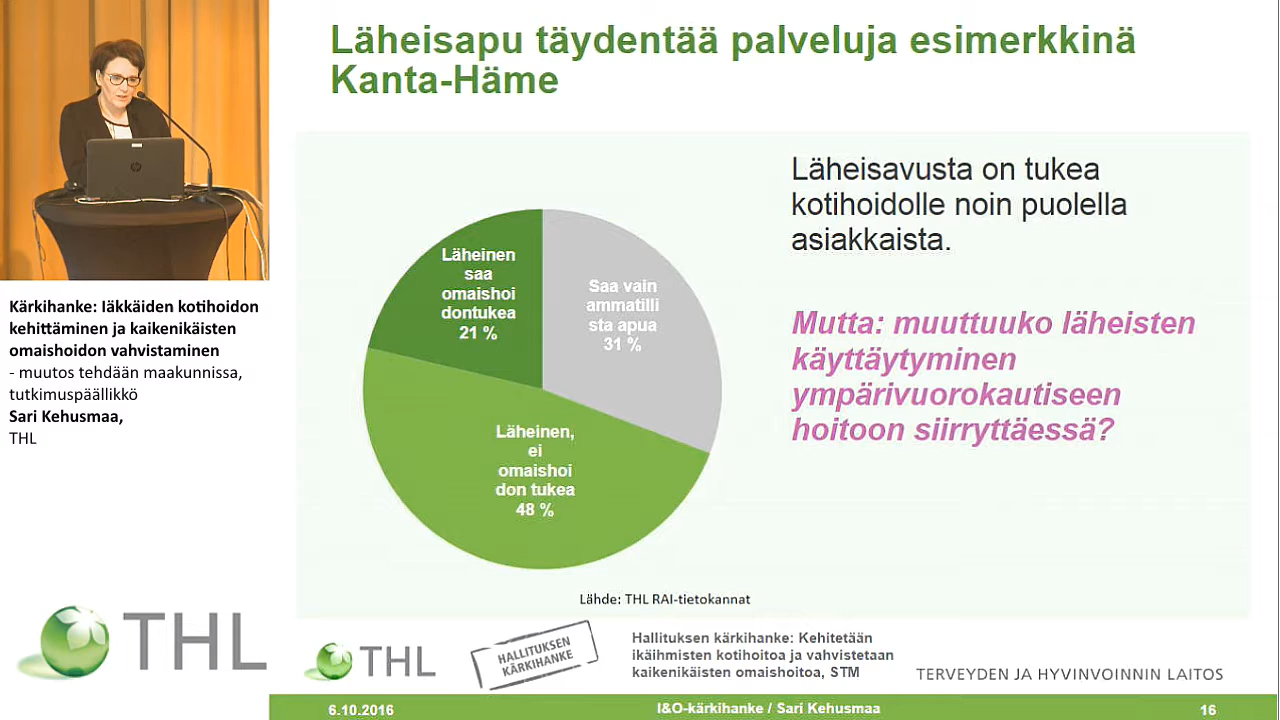 Läheisapu täydentää palveluja esimerkkinä
Kanta-Häme
Läheisavusta on tukea
kotihoidolle noin puolella
asiakkaista.
Mutta: muuttuuko läheisten
käyttäytyminen
ympärivuorokautiseen
hoitoon siirryttäessä?
Läheinen
saa
omaishoi
dontukea
21 %
Saa vain
ammatilli
sta apua
31 %
Läheinen,
ei
omaishoi
don tukea
48 %
Lähde: THL RAI-tietokannat
Kärkihanke: Iäkkäiden kotihoidon
kehittäminen ja kaikenikäisten
omaishoidon vahvistaminen
- muutos tehdään maakunnissa,
tutkimuspäällikkö
Sari Kehusmaa,
THL
THL
THL
HALLITUKSEN
KÄRKIHANKE
Hallituksen kärkihanke: Kehitetään
ikäihmisten kotihoitoa ja vahvistetaan
kaikenikäisten omaishoitoa, STM
TERVEYDEN JA HYVINVOINNIN LAITOS
6.10.2016
I&O-kärkihanke / Sari Kehusmaa
16
hp